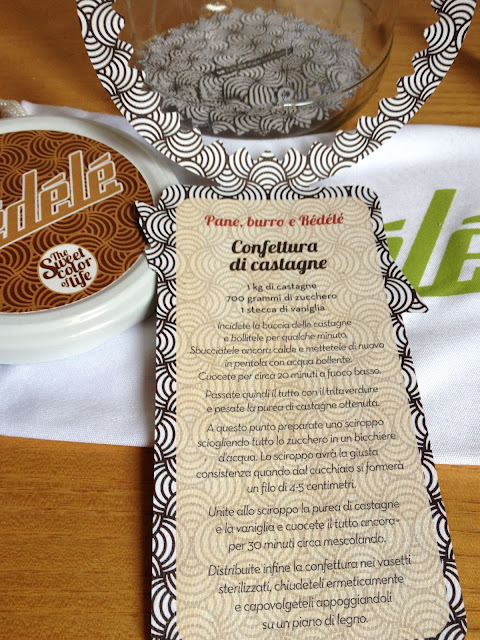 édélé
The
Sweet
color
of life
élé
Pane, burro e Rédélé
Confettura
di castagne
1 kg di castagne
700 grammi di zucchero
1 stecca di vaniglia
Incidete la buccia delle castagne
e bollitele per qualche minuto.
Sbucciatele ancora calde e mettetele di nuovo
in pentola con acqua bollente.
Cuocete per circa 20 minuti a fuoco basso.
Passate quindi il tutto con il tritaverdure
e pesate la purea di castagne ottenuta.
A questo punto preparate uno sciroppo
sciogliendo tutto lo zucchero in un bicchiere
d'acqua. Lo sciroppo avrà la giusta
consistenza quando dal cucchiaio si formerà
un filo di 4-5 centimetri.
Unite allo sciroppo la purea di castagne
e la vaniglia e cuocete il tutto ancora
per 30 minuti circa mescolando.
Distribuite infine la confettura nei vasetti
sterilizzati, chiudeteli ermeticamente
e capovolgeteli appoggiandoli
su un piano di legno.